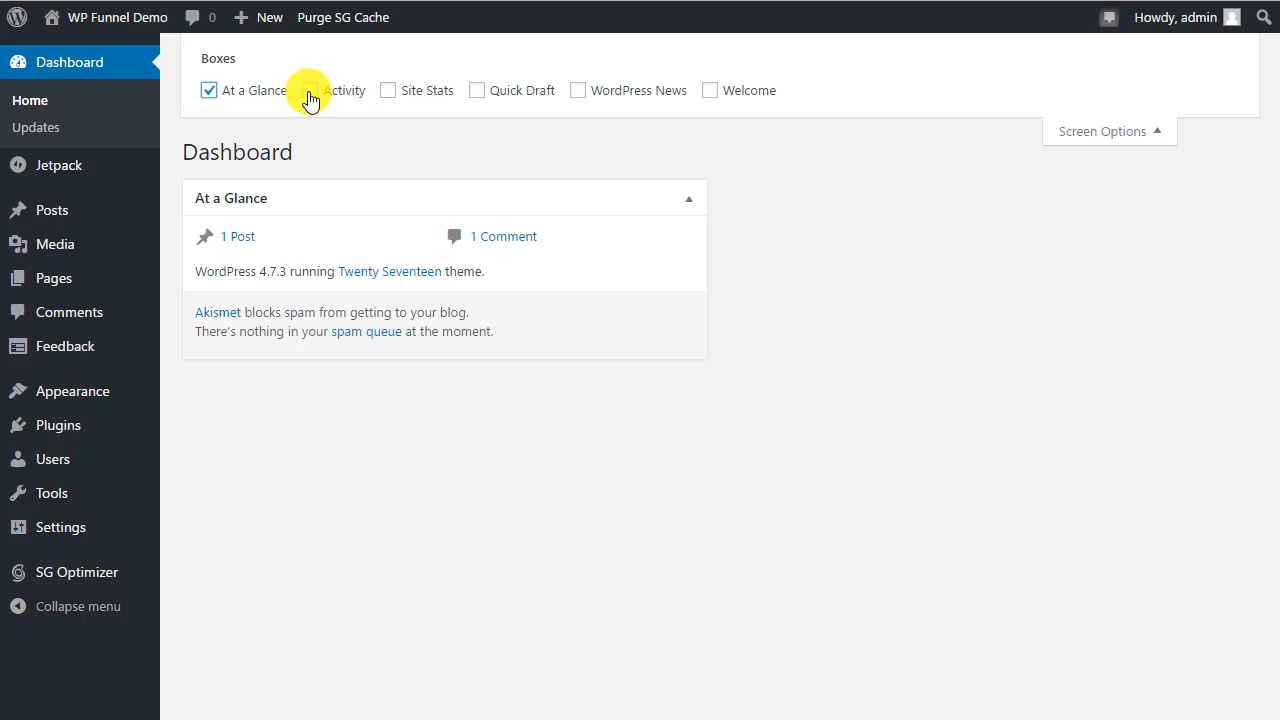 WP Funnel Demo 0 New Purge SG Cache Howdy, admin
Dashboard
Home
Updates
Jetpack
Posts
Media
Pages
Comments
Feedback
Appearance
Plugins
Users
Tools
Settings
SG Optimizer
Collapse menu
Boxes
At a Glance Activity Site Stats Quick Draft WordPress News Welcome
Screen Options
Dashboard
At a Glance
1 Post 1 Comment
WordPress 4.7.3 running Twenty Seventeen theme.
Akismet blocks spam from getting to your blog.
There's nothing in your spam queue at the moment.